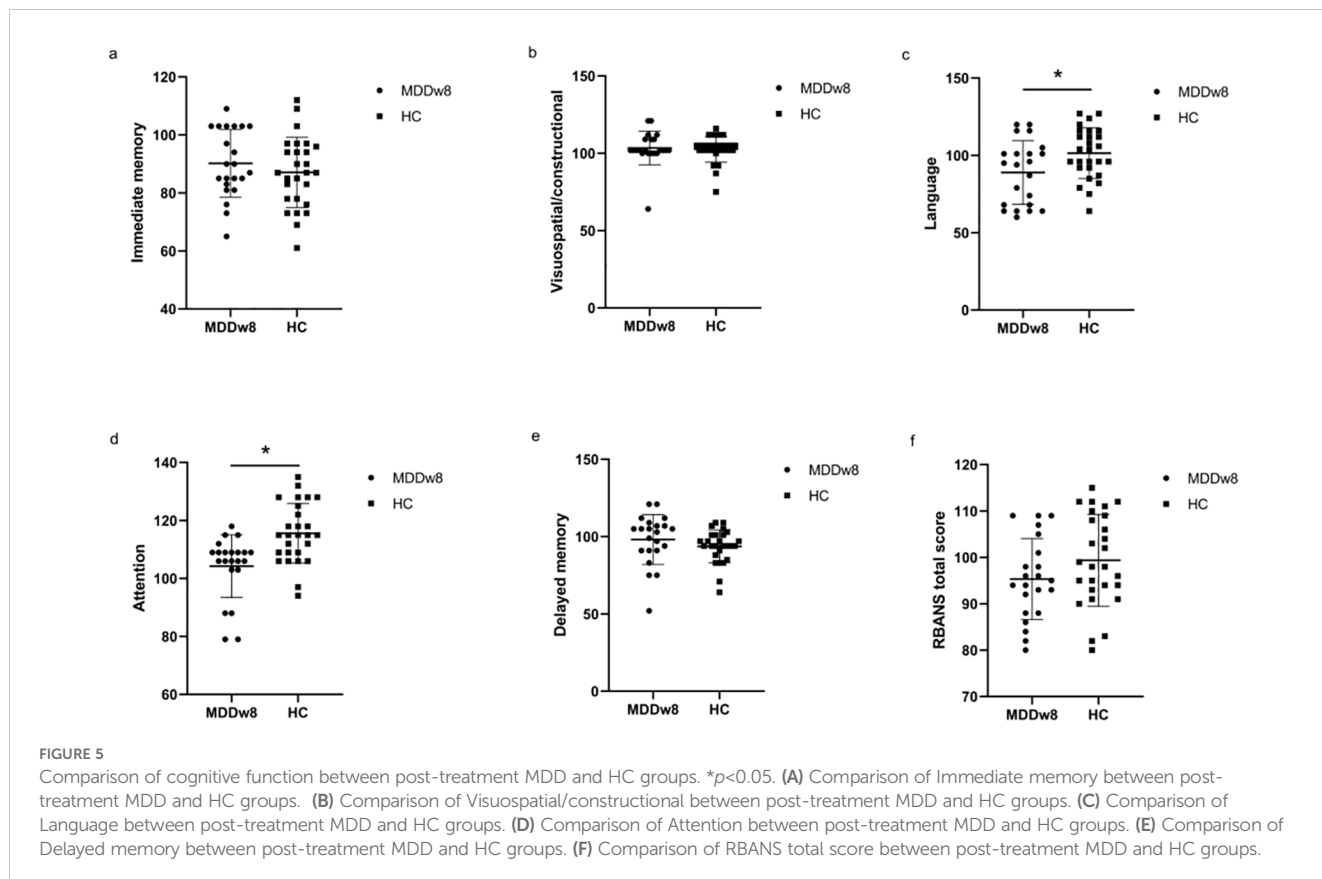 a
120
100
80
60
40
Immediate memory
MDDw8
HC
MDDw8
HC
b
150
100
50
0
Visuospatial/constructional
MDDw8
HC
MDDw8
HC
c
150
100
50
0
Language
*
MDDw8
HC
MDDw8
HC
d
140
120
100
80
60
Attention
*
MDDw8
HC
MDDw8
HC
e
150
100
50
0
Delayed memory
MDDw8
HC
MDDw8
HC
f
120
110
100
90
80
70
RBANS total score
MDDw8
HC
MDDw8
HC
FIGURE 5
Comparison of cognitive function between post-treatment MDD and HC groups. *p<0.05. (A) Comparison of Immediate memory between post-
treatment MDD and HC groups. (B) Comparison of Visuospatial/constructional between post-treatment MDD and HC groups. (C) Comparison of
Language between post-treatment MDD and HC groups. (D) Comparison of Attention between post-treatment MDD and HC groups. (E) Comparison of
Delayed memory between post-treatment MDD and HC groups. (F) Comparison of RBANS total score between post-treatment MDD and HC groups.